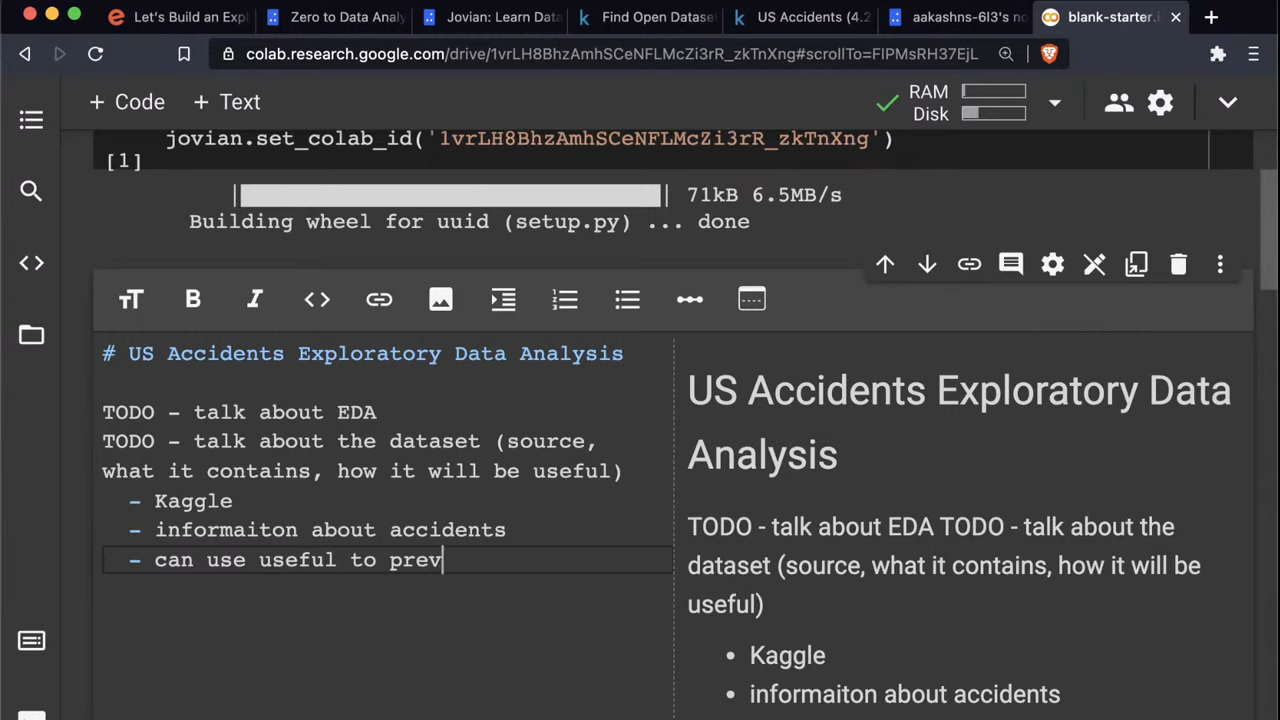 Let's Build an Expl
Zero to Data Analy
Jovian: Learn Data
Find Open Dataset
US Accidents (4.2
aakashns-6l3's no
blank-starter.i
colab.research.google.com/drive/1vrLH8BhzAmhSCeNFLMcZi3rR_zkTnXng#scrollTo=FlPMsRH37EjL
+ Code + Text
RAM
Disk
jovian.set_colab_id('1vrLH8BhzAmhSCeNFLMcZi3rR_zkTnXng')
[1]
71kB 6.5MB/s
Building wheel for uuid (setup.py) ... done
# US Accidents Exploratory Data Analysis
TODO - talk about EDA
TODO - talk about the dataset (source,
what it contains, how it will be useful)
- Kaggle
- informaiton about accidents
- can use useful to prev
US Accidents Exploratory Data
Analysis
TODO - talk about EDA TODO - talk about the
dataset (source, what it contains, how it will be
useful)
• Kaggle
• informaiton about accidents